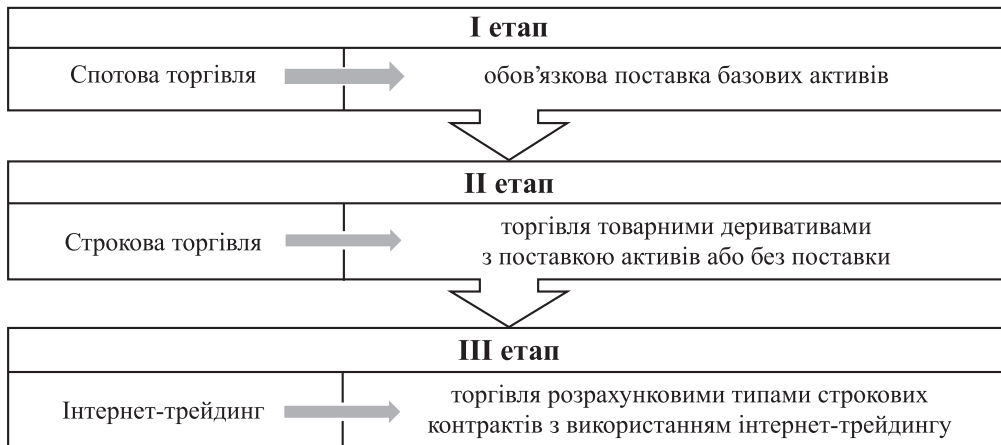 I етап
Спотова торгівля
обов’язкова поставка базових активів
II етап
Строкова торгівля
торгівля товарними деривативами
з поставкою активів або без поставки
III етап
Інтернет-трейдинг
торгівля розрахунковими типами строкових
контрактів з використанням інтернет-трейдингу